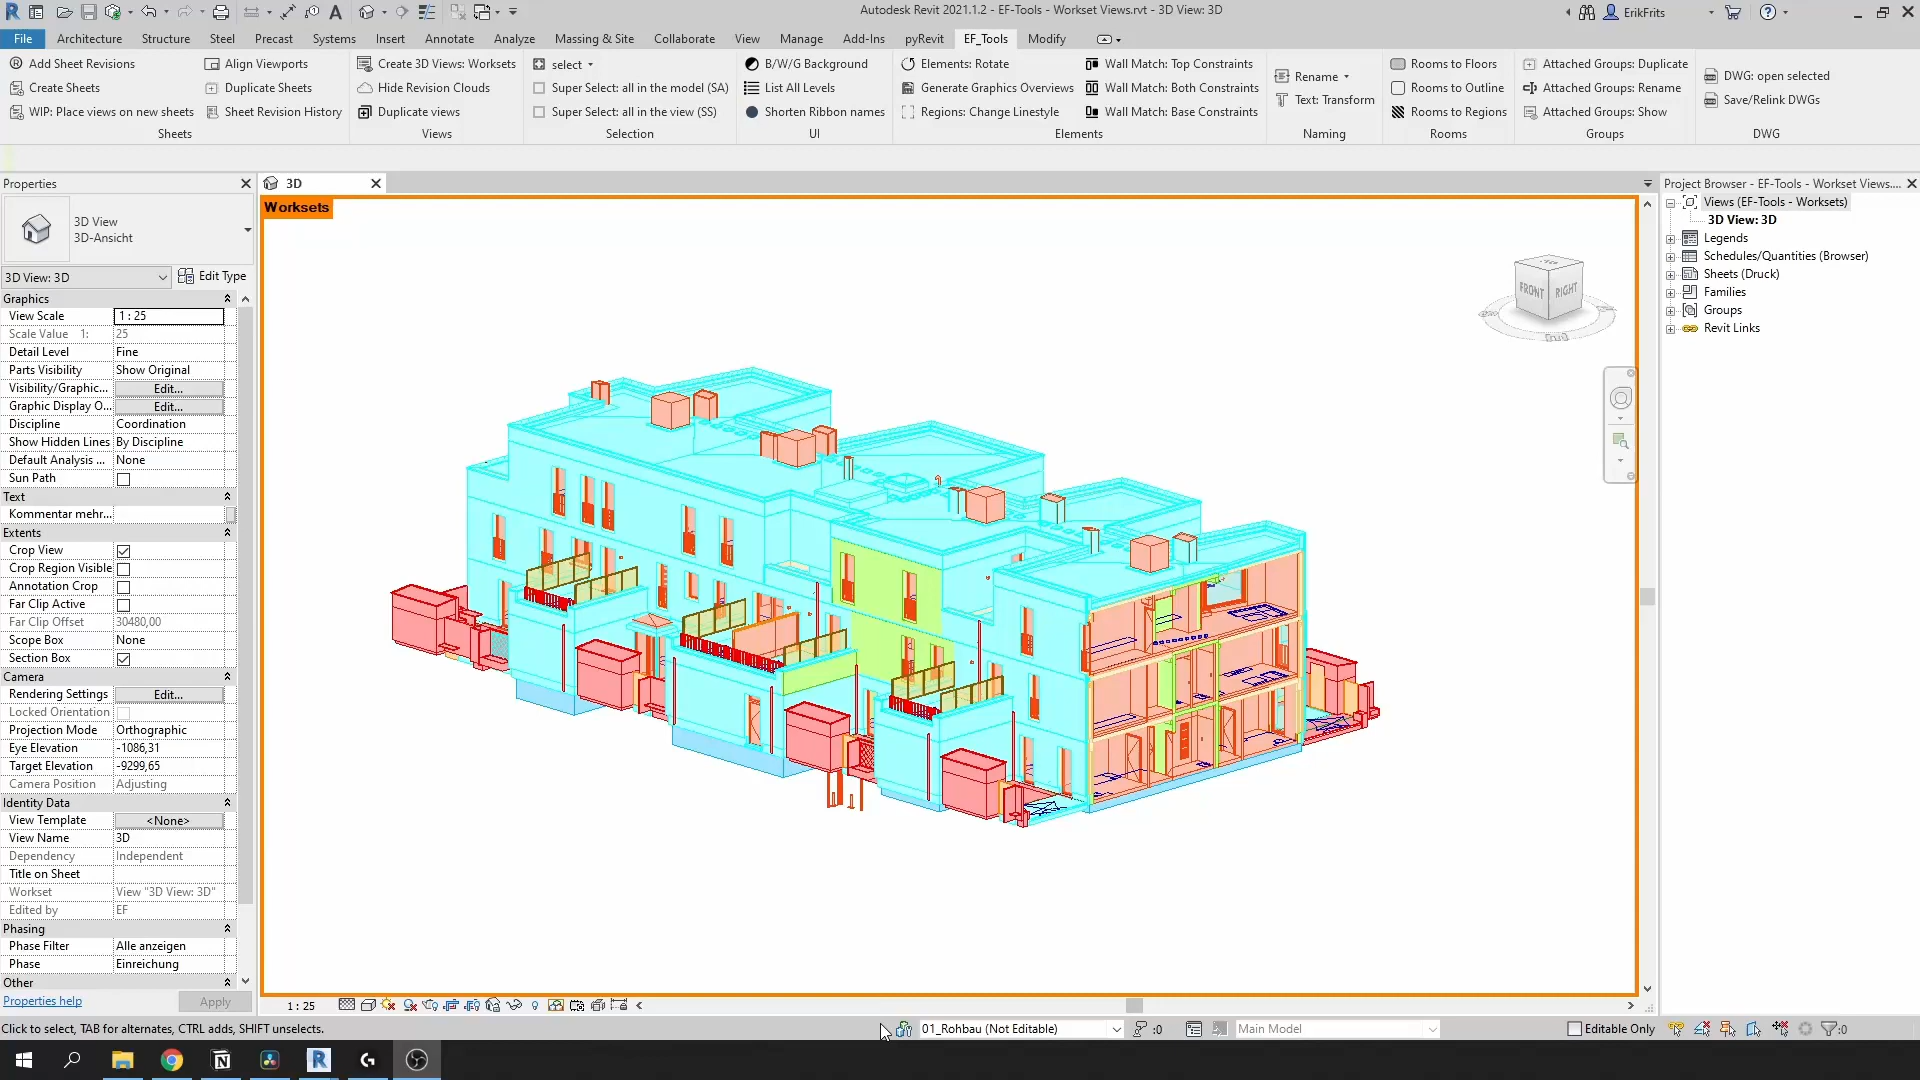 Autodesk Revit 2021.1.2 - EF-Tools - Workset Views.rvt - 3D View: 3D
ErikFrits
File Architecture Structure Steel Precast Systems Insert Annotate Analyze Massing & Site Collaborate View Manage Add-Ins pyRevit EF_Tools Modify
Add Sheet Revisions Align Viewports Create 3D Views: Worksets select B/W/G Background Elements: Rotate Wall Match: Top Constraints Rename Rooms to Floors Attached Groups: Duplicate DWG: open selected
Create Sheets Duplicate Sheets Hide Revision Clouds Super Select: all in the model (SA) List All Levels Generate Graphics Overviews Wall Match: Both Constraints Text: Transform Rooms to Outline Attached Groups: Rename Save/Relink DWGs
WIP: Place views on new sheets Sheet Revision History Duplicate views Super Select: all in the view (SS) Shorten Ribbon names Regions: Change Linestyle Wall Match: Base Constraints Rooms to Regions Attached Groups: Show
Sheets Views Selection UI Elements Naming Rooms Groups DWG
Properties
3D View
3D-Ansicht
3D View: 3D Edit Type
Graphics
View Scale 1 : 25
Scale Value 1: 25
Detail Level Fine
Parts Visibility Show Original
Visibility/Graphic... Edit...
Graphic Display O... Edit...
Discipline Coordination
Show Hidden Lines By Discipline
Default Analysis ... None
Sun Path
Text
Kommentar mehr...
Extents
Crop View
Crop Region Visible
Annotation Crop
Far Clip Active
Far Clip Offset 30480,00
Scope Box None
Section Box
Camera
Rendering Settings Edit...
Locked Orientation
Projection Mode Orthographic
Eye Elevation -1086,31
Target Elevation -9299,65
Camera Position Adjusting
Identity Data
View Template <None>
View Name 3D
Dependency Independent
Title on Sheet
Workset View "3D View: 3D"
Edited by EF
Phasing
Phase Filter Alle anzeigen
Phase Einreichung
Other
Properties help Apply
3D
Worksets
FRONT RIGHT
1 : 25
Project Browser - EF-Tools - Workset Views....
Views (EF-Tools - Worksets)
3D View: 3D
Legends
Schedules/Quantities (Browser)
Sheets (Druck)
Families
Groups
Revit Links
Click to select, TAB for alternates, CTRL adds, SHIFT unselects.
01_Rohbau (Not Editable) :0 Main Model Editable Only :0